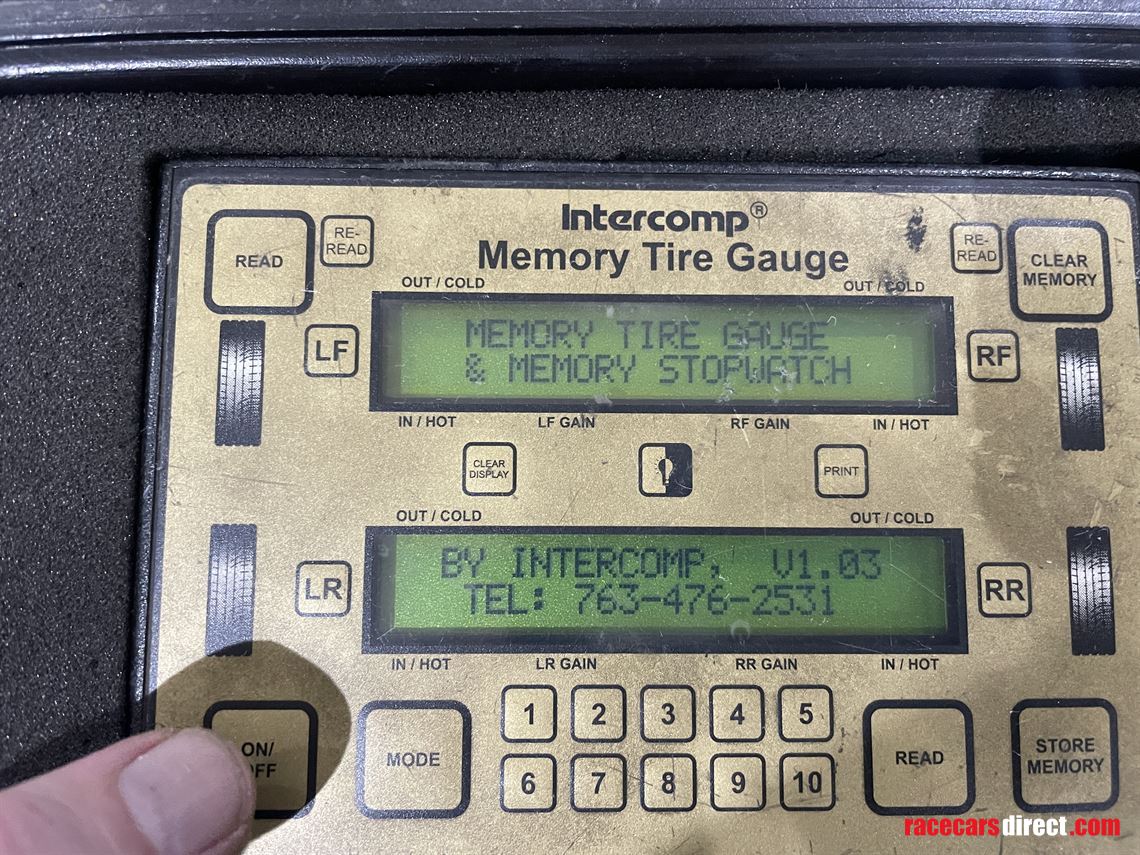 Intercomp®
Memory Tire Gauge
READ
RE-
READ
OUT / COLD
OUT / COLD
RE-
READ
CLEAR
MEMORY
LF
MEMORY TIRE GAUGE
& MEMORY STOPWATCH
RF
IN / HOT
LF GAIN
RF GAIN
IN / HOT
CLEAR
DISPLAY
PRINT
OUT / COLD
OUT / COLD
LR
BY INTERCOMP, V1.03
TEL: 763-476-2531
RR
IN / HOT
LR GAIN
RR GAIN
IN / HOT
ON/
OFF
MODE
1 2 3 4 5
6 7 8 9 10
READ
STORE
MEMORY
racecarsdirect.com